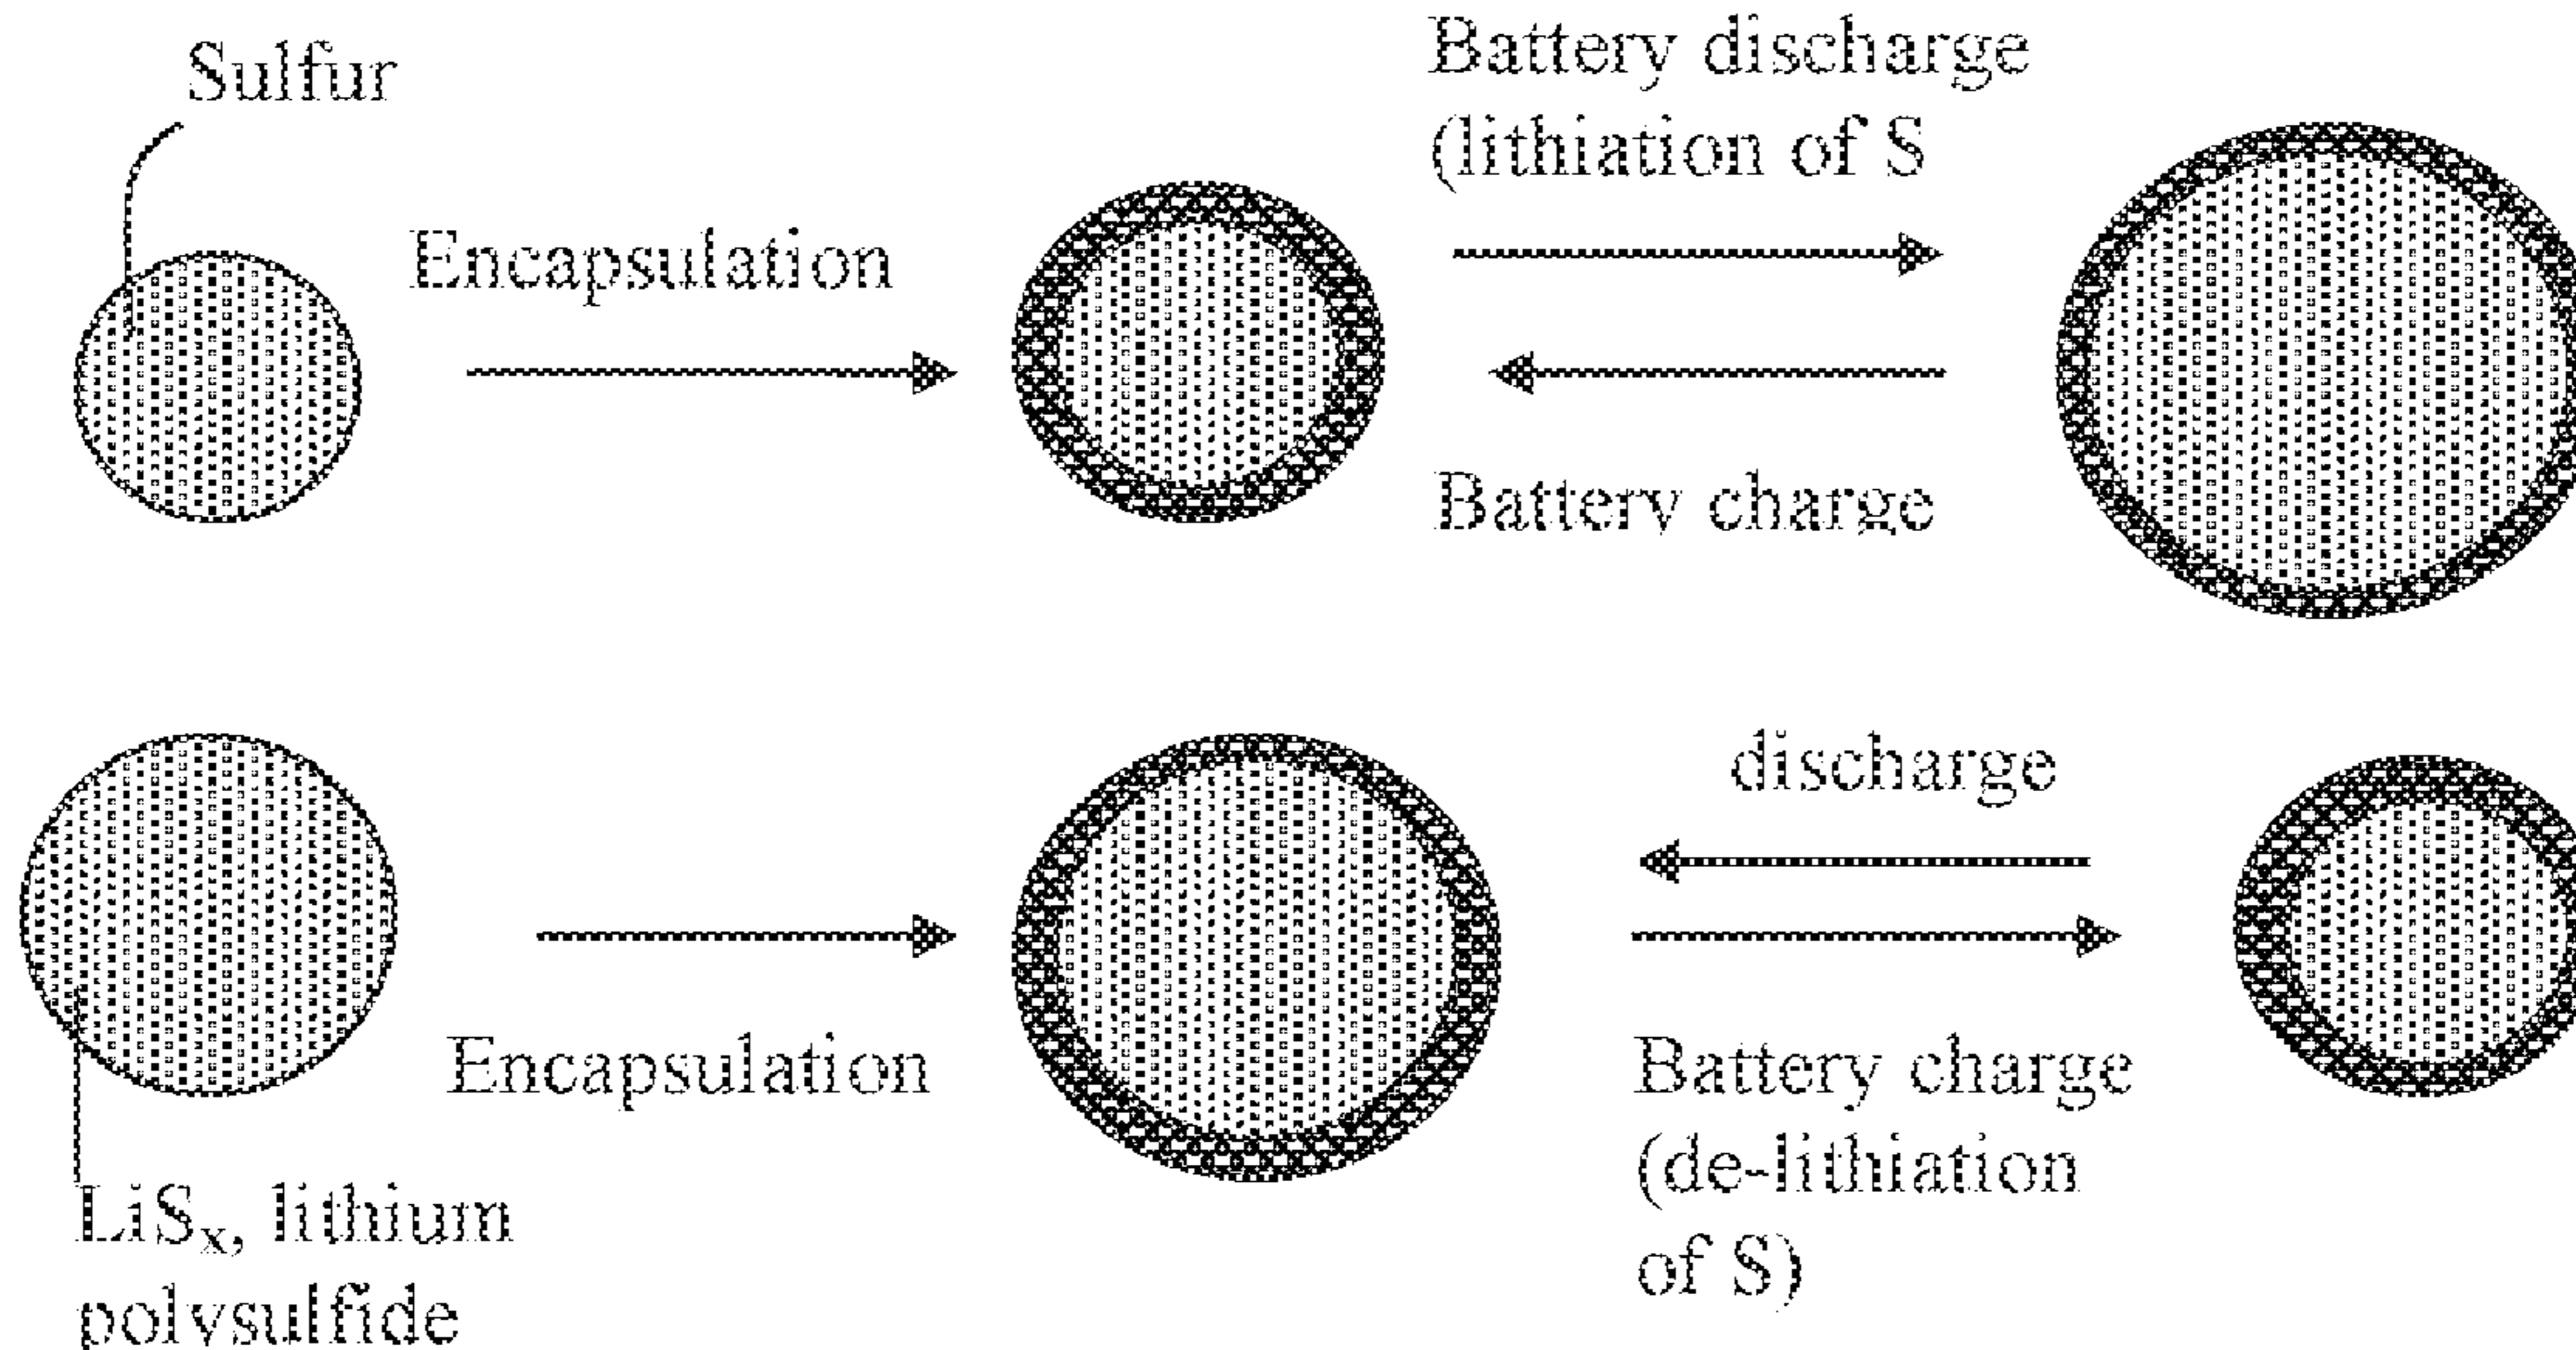 Sulfur
Encapsulation
Battery discharge
(lithiation of S
Battery charge
LiSₓ, lithium
polysulfide
Encapsulation
discharge
Battery charge
(de-lithiation
of S)